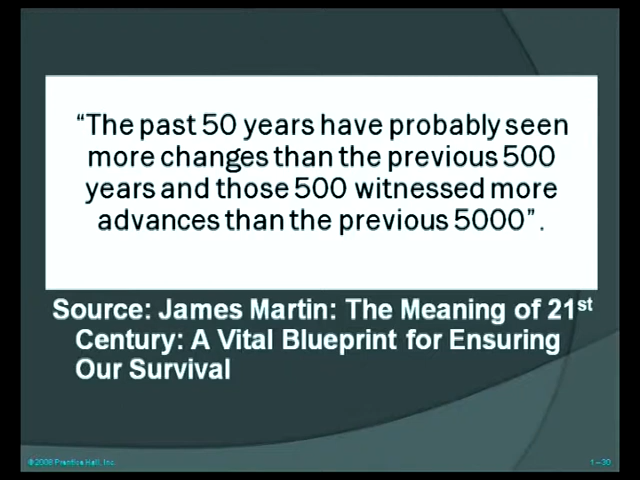 “The past 50 years have probably seen
more changes than the previous 500
years and those 500 witnessed more
advances than the previous 5000” .
Source: James Martin: The Meaning of 21st
Century: A Vital Blueprint for Ensuring
Our Survival
© 2008 Prentice Hall, Inc.
1 – 30